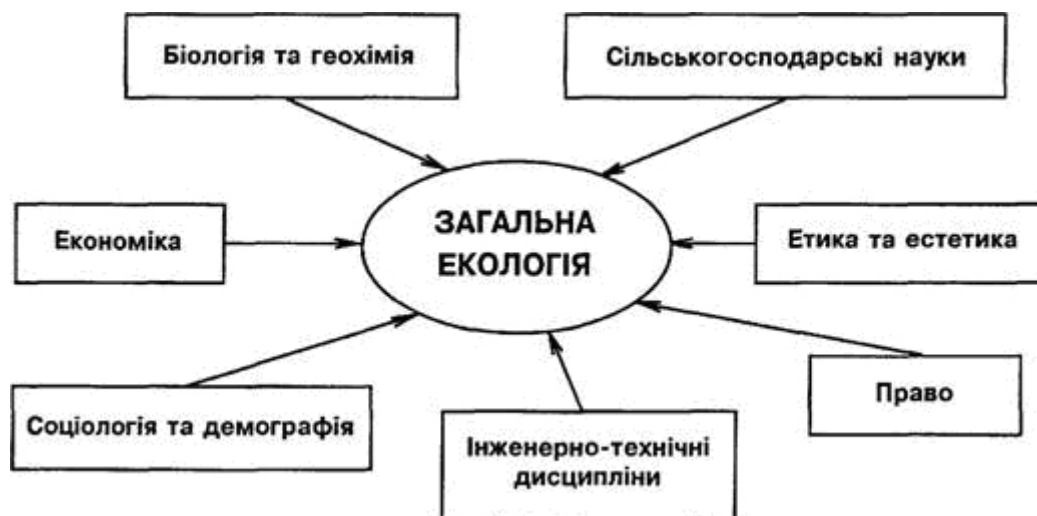 Біологія та геохімія
Сільськогосподарські науки
ЗАГАЛЬНА
ЕКОЛОГІЯ
Економіка
Етика та естетика
Соціологія та демографія
Право
Інженерно-технічні
дисципліни